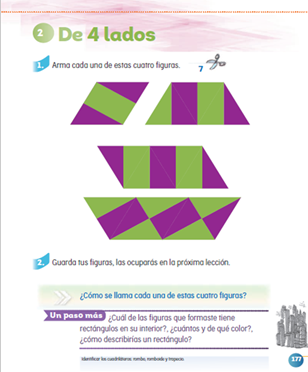 2 De 4 lados
1. Arma cada una de estas cuatro figuras. 7
2. Guarda tus figuras, las ocuparás en la próxima lección.
¿Cómo se llama cada una de estas cuatro figuras?
Un paso más ¿Cuál de las figuras que formaste tiene
rectángulos en su interior?, ¿cuántos y de qué color?,
¿cómo describirías un rectángulo?
Identificar los cuadriláteros: rombo, romboide y trapecio.
177